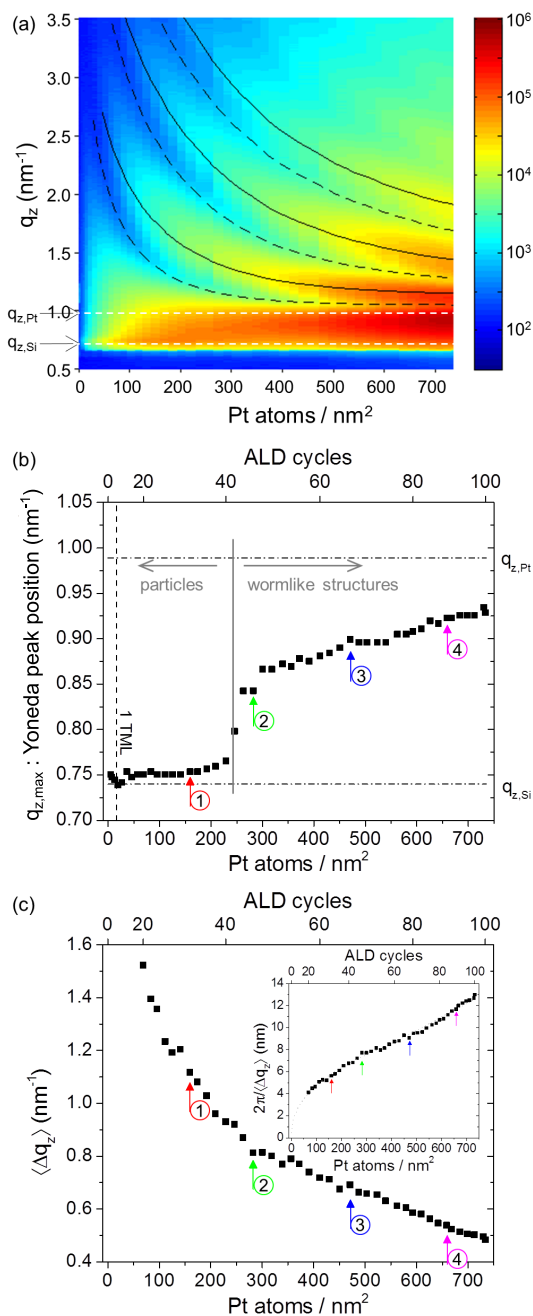 (a)
3.5
3.0
2.5
2.0
1.5
1.0
0.5
q_z (nm⁻¹)
q_z,Pt
q_z,Si
0 100 200 300 400 500 600 700
Pt atoms / nm²
10⁶
10⁵
10⁴
10³
10²
(b)
ALD cycles
0 20 40 60 80 100
1.05
1.00
0.95
0.90
0.85
0.80
0.75
0.70
q_z,max : Yoneda peak position (nm⁻¹)
q_z,Pt
particles
wormlike structures
1 TML
1
2
3
4
q_z,Si
0 100 200 300 400 500 600 700
Pt atoms / nm²
(c)
ALD cycles
0 20 40 60 80 100
1.6
1.4
1.2
1.0
0.8
0.6
0.4
⟨Δq_z⟩ (nm⁻¹)
ALD cycles
0 20 40 60 80 100
14
12
10
8
6
4
2
0
2π/⟨Δq_z⟩ (nm)
0 100 200 300 400 500 600 700
Pt atoms / nm²
1
2
3
4
0 100 200 300 400 500 600 700
Pt atoms / nm²